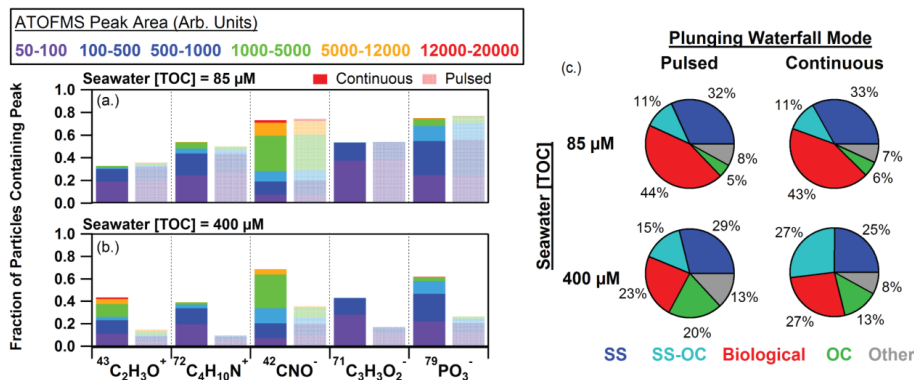 ATOFMS Peak Area (Arb. Units)
50-100 100-500 500-1000 1000-5000 5000-12000 12000-20000
Seawater [TOC] = 85 µM
Continuous Pulsed
(a.)
1.0
0.8
0.6
0.4
0.2
0.0
Seawater [TOC] = 400 µM
(b.)
1.0
0.8
0.6
0.4
0.2
0.0
Fraction of Particles Containing Peak
⁴³C₂H₃O⁺ ⁷²C₄H₁₀N⁺ ⁴²CNO⁻ ⁷¹C₃H₃O₂⁻ ⁷⁹PO₃⁻
(c.)
Plunging Waterfall Mode
Pulsed Continuous
Seawater [TOC]
85 µM
11% 32% 8% 5% 44%
11% 33% 7% 6% 43%
400 µM
15% 29% 13% 20% 23%
27% 25% 8% 13% 27%
SS SS-OC Biological OC Other